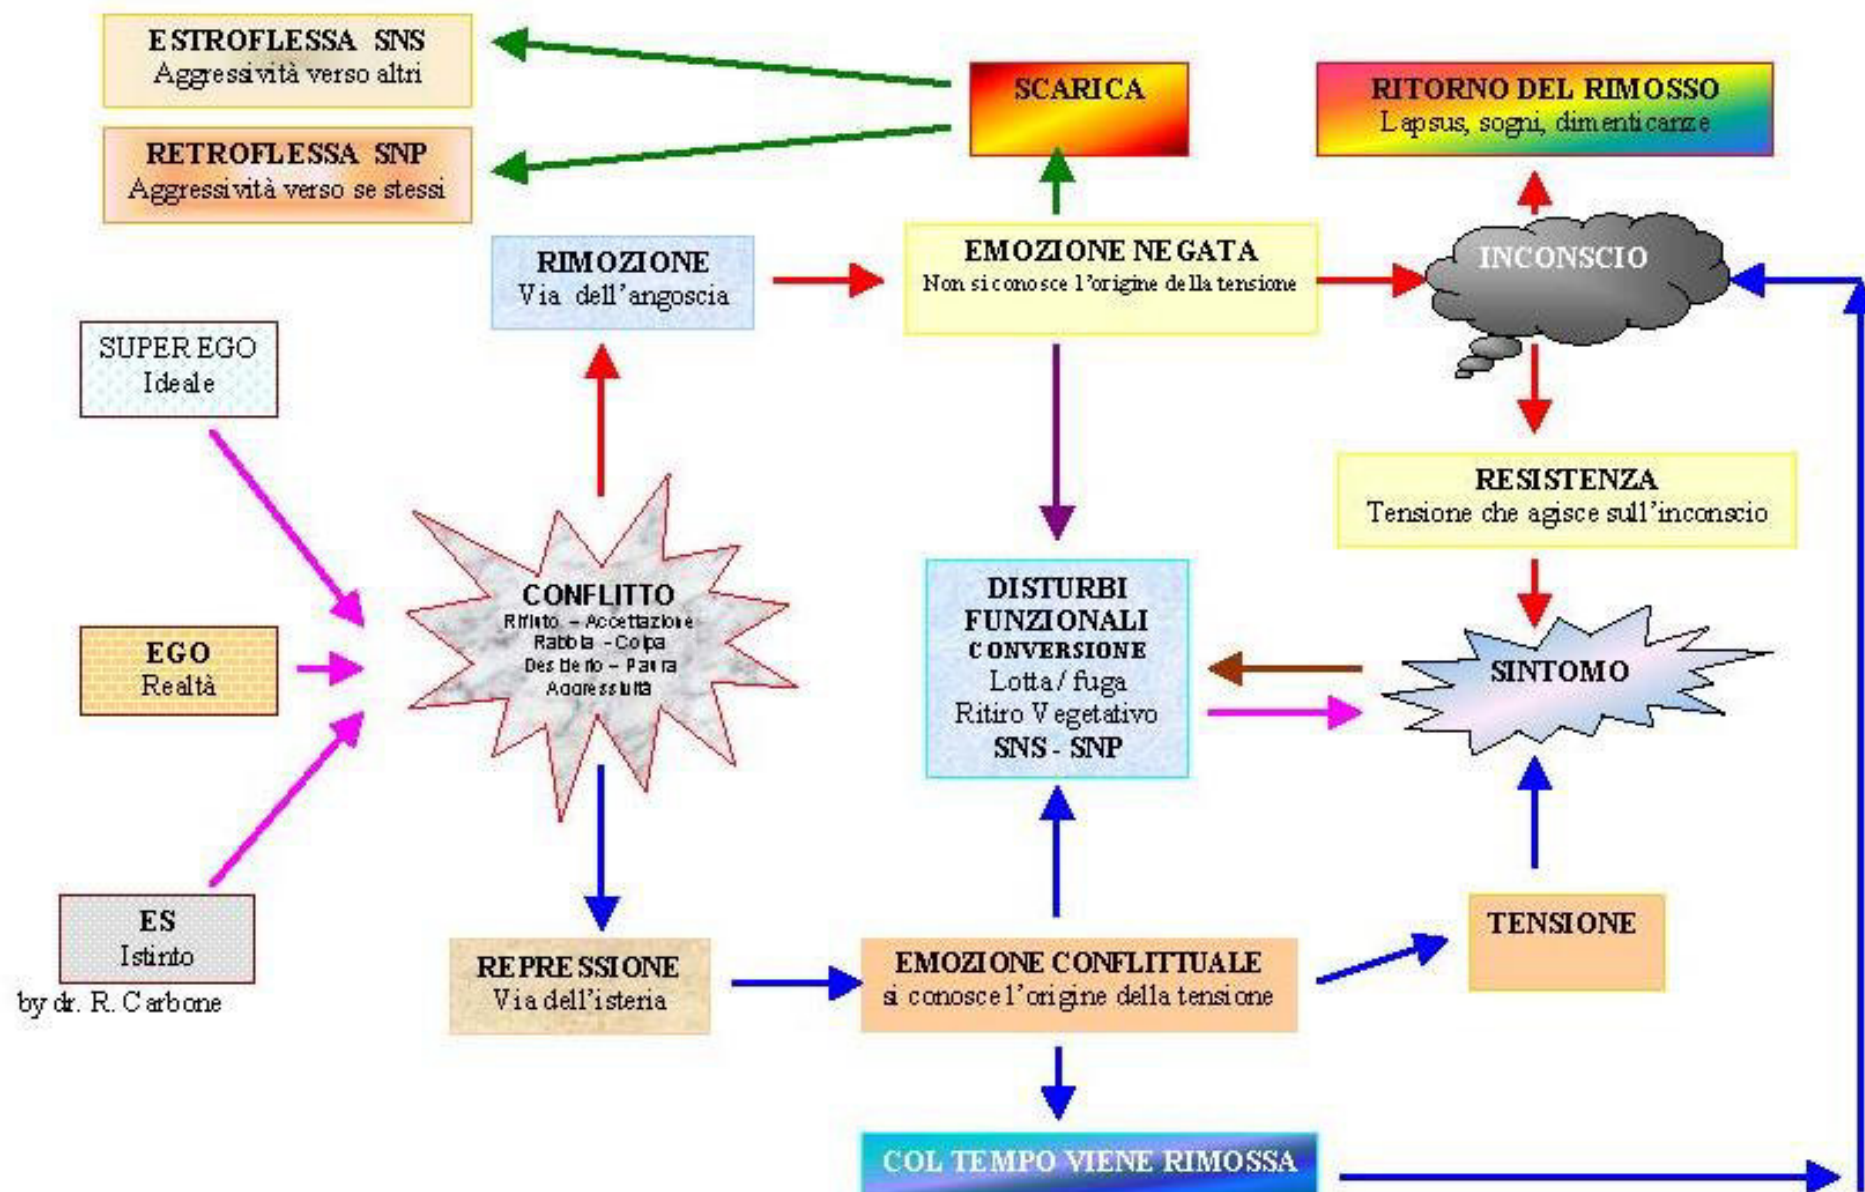 ESTROFLESSA SNS
Aggressività verso altri
SCARICA
RITORNO DEL RIMOSSO
Lapsus, sogni, dimenticanze
RETROFLESSA SNP
Aggressività verso se stessi
RIMOZIONE
Via dell'angoscia
EMOZIONE NEGATA
Non si conosce l'origine della tensione
INCONSCIO
SUPER EGO
Ideale
RESISTENZA
Tensione che agisce sull'inconscio
CONFLITTO
Rifiuto - Accettazione
Rabbia - Colpa
Desiderio - Paura
Aggressività
EGO
Realtà
DISTURBI
FUNZIONALI
CONVERSIONE
Lotta / fuga
Ritiro Vegetativo
SNS - SNP
SINTOMO
ES
Istinto
by dr. R. Carbone
REPRESSIONE
Via dell'isteria
EMOZIONE CONFLITTUALE
si conosce l'origine della tensione
TENSIONE
COL TEMPO VIENE RIMOSSA